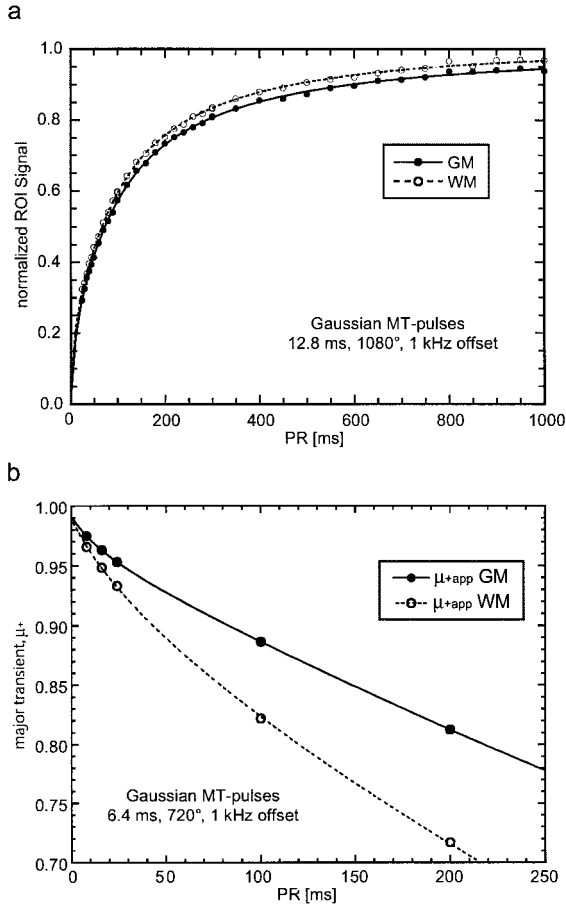 a
1.0
0.8
0.6
0.4
0.2
0.0
normalized ROI Signal
GM
WM
Gaussian MT-pulses
12.8 ms, 1080°, 1 kHz offset
0 200 400 600 800 1000
PR [ms]
b
1.00
0.95
0.90
0.85
0.80
0.75
0.70
major transient, μ+
μ+app GM
μ+app WM
Gaussian MT-pulses
6.4 ms, 720°, 1 kHz offset
0 50 100 150 200 250
PR [ms]